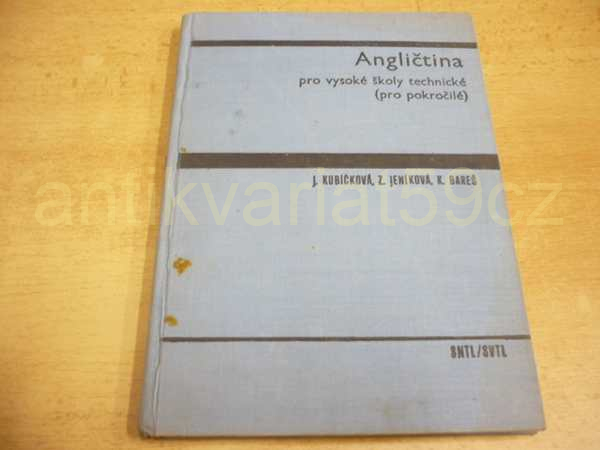 Angličtina
pro vysoké školy technické
(pro pokročilé)
J. KUBÍČKOVÁ, Z. JENÍKOVÁ, K. BAREŠ
antikvariat59cz
SNTL/SVTL